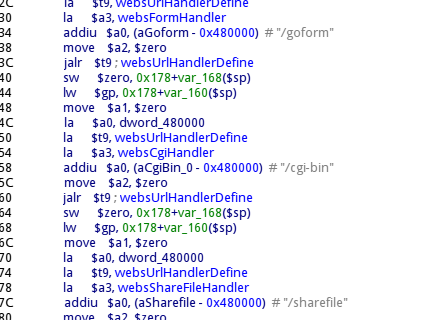 2C la $t9, websUrlHandlerDefine
30 la $a3, websFormHandler
34 addiu $a0, (aGoform - 0x480000) # "/goform"
38 move $a2, $zero
3C jalr $t9 ; websUrlHandlerDefine
40 sw $zero, 0x178+var_168($sp)
44 lw $gp, 0x178+var_160($sp)
48 move $a1, $zero
4C la $a0, dword_480000
50 la $t9, websUrlHandlerDefine
54 la $a3, websCgiHandler
58 addiu $a0, (aCgiBin_0 - 0x480000) # "/cgi-bin"
5C move $a2, $zero
60 jalr $t9 ; websUrlHandlerDefine
64 sw $zero, 0x178+var_168($sp)
68 lw $gp, 0x178+var_160($sp)
6C move $a1, $zero
70 la $a0, dword_480000
74 la $t9, websUrlHandlerDefine
78 la $a3, websShareFileHandler
7C addiu $a0, (aSharefile - 0x480000) # "/sharefile"
80 move $a2, $zero